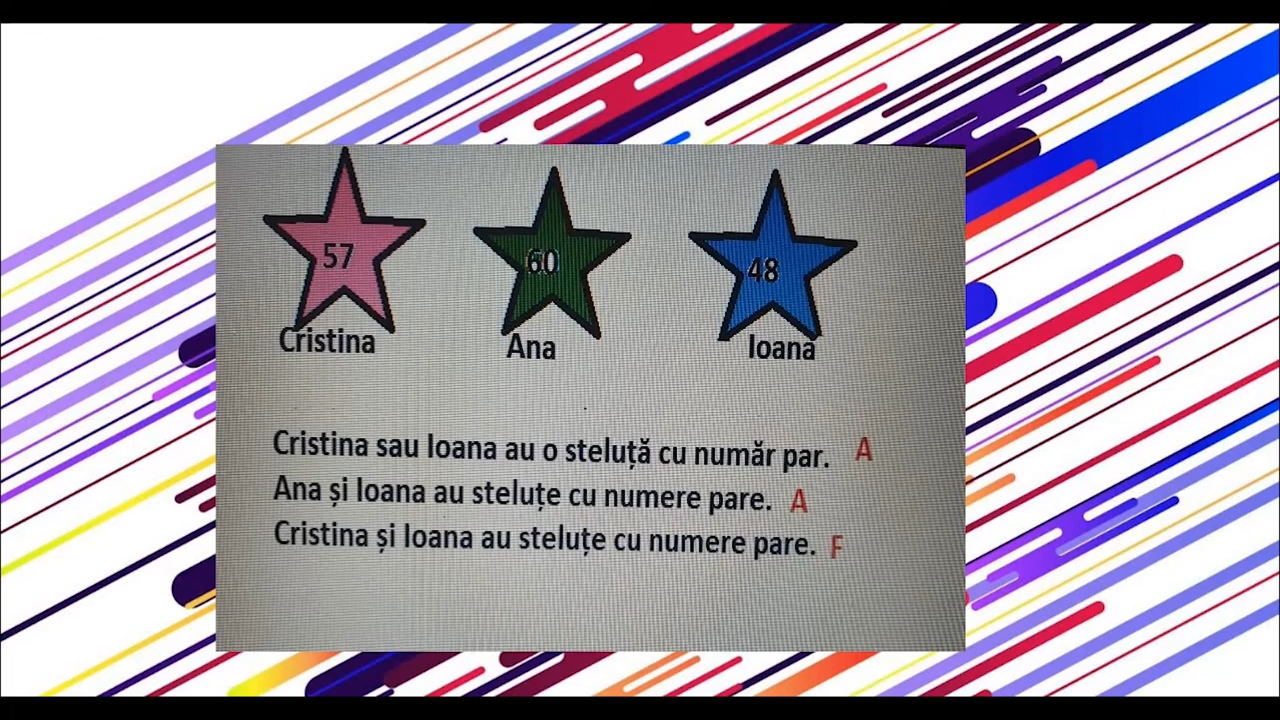 57
60
48
Cristina
Ana
Ioana
Cristina sau Ioana au o steluță cu număr par. A
Ana și Ioana au steluțe cu numere pare. A
Cristina și Ioana au steluțe cu numere pare. F